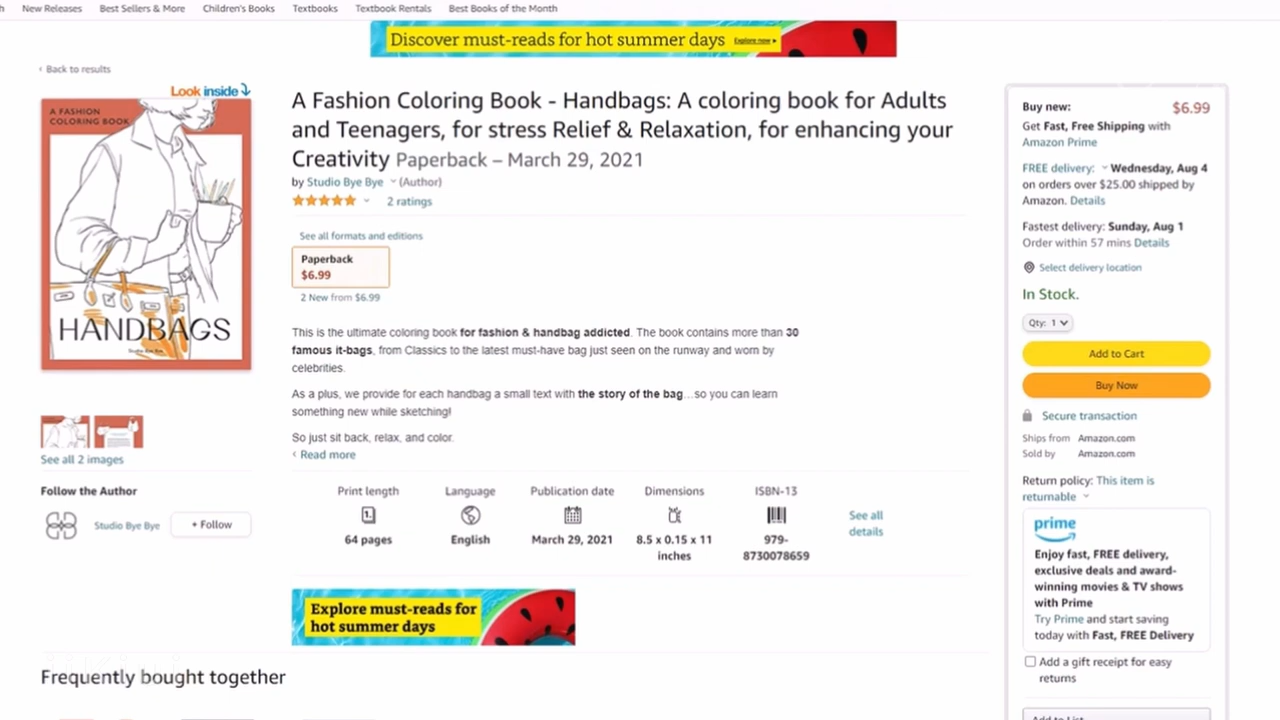 New Releases Best Sellers & More Children's Books Textbooks Textbook Rentals Best Books of the Month
Discover must-reads for hot summer days Explore now ▸
‹ Back to results
Look inside
A FASHION
COLORING BOOK
HANDBAGS
Studio Bye Bye
See all 2 images
Follow the Author
Studio Bye Bye + Follow
A Fashion Coloring Book - Handbags: A coloring book for Adults
and Teenagers, for stress Relief & Relaxation, for enhancing your
Creativity Paperback – March 29, 2021
by Studio Bye Bye (Author)
2 ratings
See all formats and editions
Paperback
$6.99
2 New from $6.99
This is the ultimate coloring book for fashion & handbag addicted. The book contains more than 30
famous it-bags, from Classics to the latest must-have bag just seen on the runway and worn by
celebrities.
As a plus, we provide for each handbag a small text with the story of the bag...so you can learn
something new while sketching!
So just sit back, relax, and color.
‹ Read more
Print length Language Publication date Dimensions ISBN-13
64 pages English March 29, 2021 8.5 x 0.15 x 11 979-
inches 8730078659
See all
details
Explore must-reads for
hot summer days
Frequently bought together
Buy new: $6.99
Get Fast, Free Shipping with
Amazon Prime
FREE delivery: Wednesday, Aug 4
on orders over $25.00 shipped by
Amazon. Details
Fastest delivery: Sunday, Aug 1
Order within 57 mins Details
Select delivery location
In Stock.
Qty: 1
Add to Cart
Buy Now
Secure transaction
Ships from Amazon.com
Sold by Amazon.com
Return policy: This item is
returnable
prime
Enjoy fast, FREE delivery,
exclusive deals and award-
winning movies & TV shows
with Prime
Try Prime and start saving
today with Fast, FREE Delivery
Add a gift receipt for easy
returns
Add to List